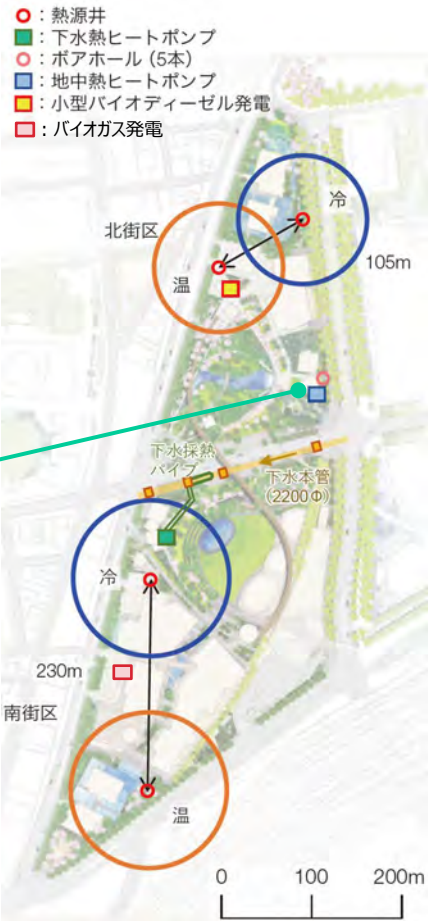 ：熱源井
：下水熱ヒートポンプ
：ボアホール (5本)
：地中熱ヒートポンプ
：小型バイオディーゼル発電
：バイオガス発電
冷
北街区
105m
温
下水採熱
パイプ
下水本管
(2200Φ)
冷
230m
南街区
温
0 100 200m